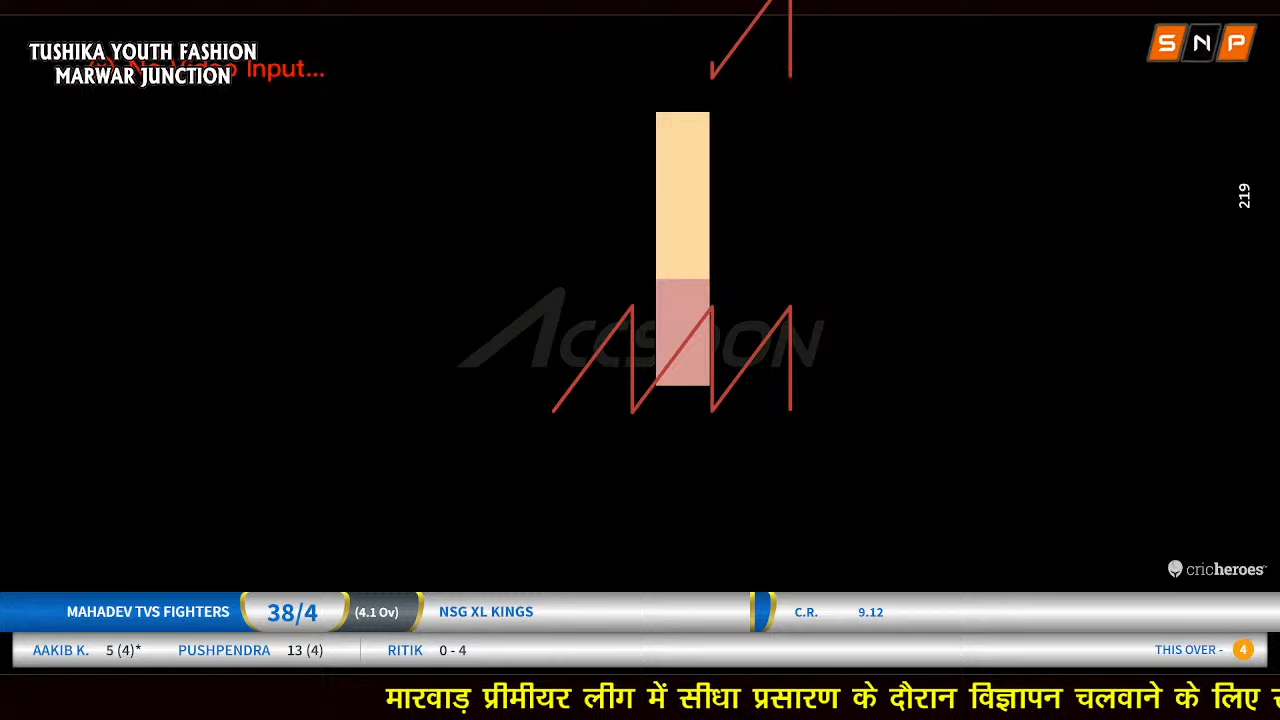 TUSHIKA YOUTH FASHION
MARWAR JUNCTION
Input...
SNP
219
ACCSOON
cricheroes
MAHADEV TVS FIGHTERS 38/4 (4.1 Ov) NSG XL KINGS C.R. 9.12
AAKIB K. 5 (4)* PUSHPENDRA 13 (4) RITIK 0 - 4 THIS OVER - 4
मारवाड़ प्रीमीयर लीग में सीधा प्रसारण के दौरान विज्ञापन चलवाने के लिए